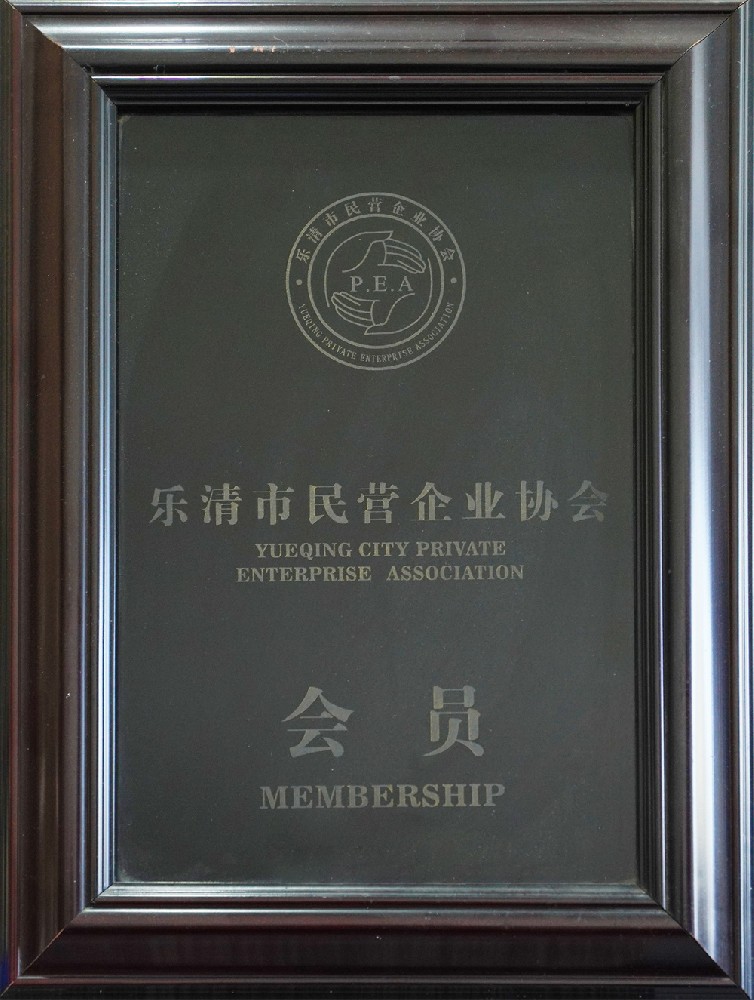 乐清市民营企业协会
P.E.A
YUEQING PRIVATE ENTERPRISE ASSOCIATION
乐清市民营企业协会
YUEQING CITY PRIVATE
ENTERPRISE ASSOCIATION
会员
MEMBERSHIP